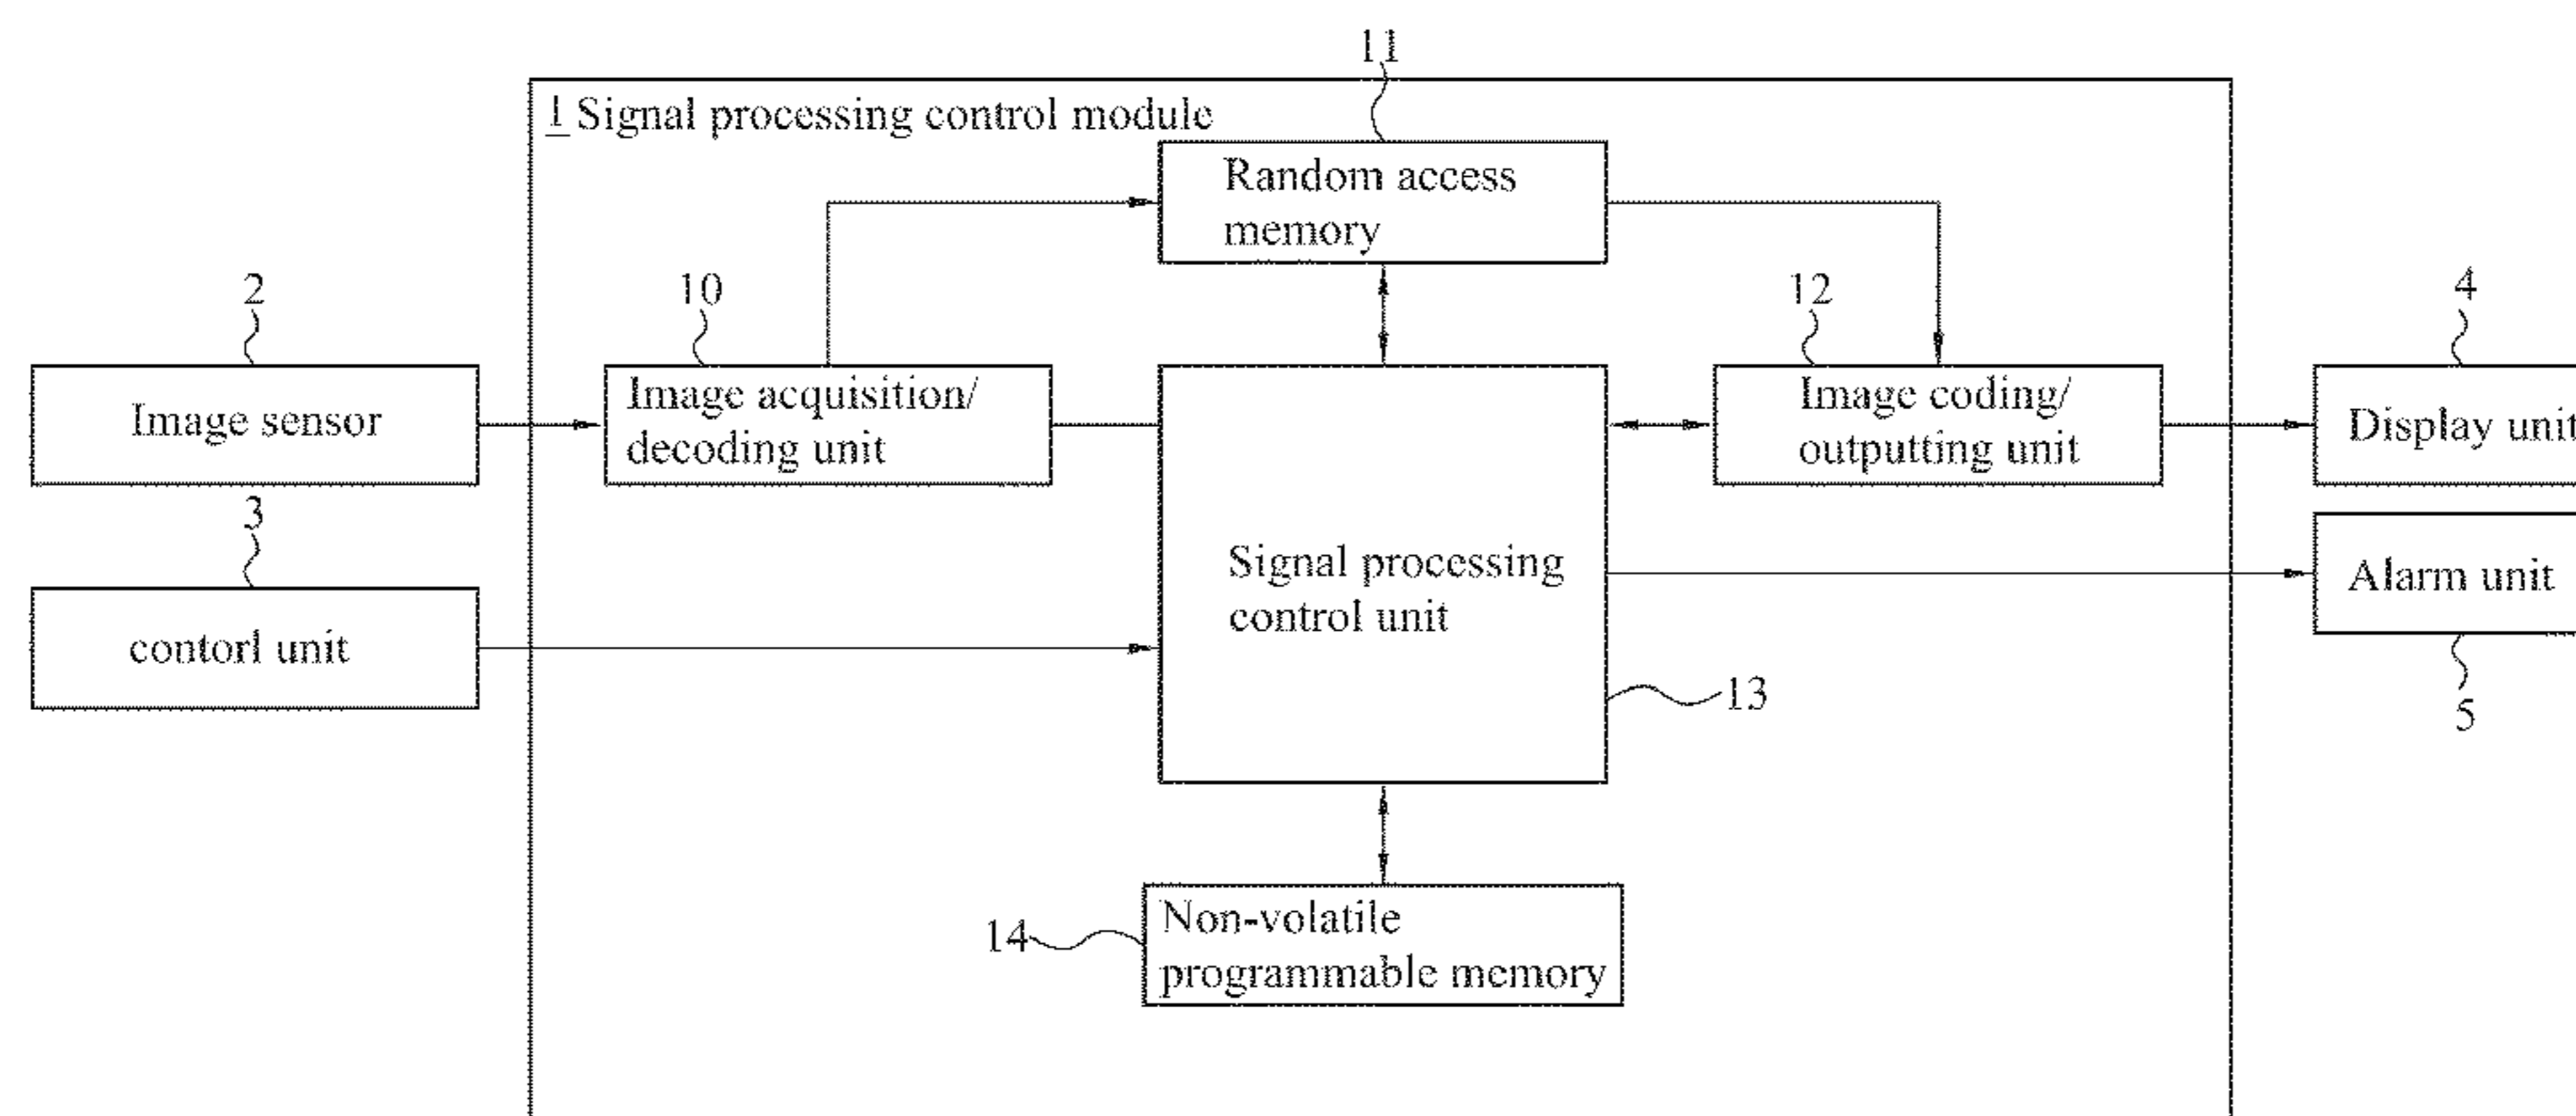 11
1 Signal processing control module
Random access
memory
2
10
12
4
Image sensor
Image acquisition/
decoding unit
Image coding/
outputting unit
Display unit
3
contorl unit
Signal processing
control unit
Alarm unit
13
5
14
Non-volatile
programmable memory